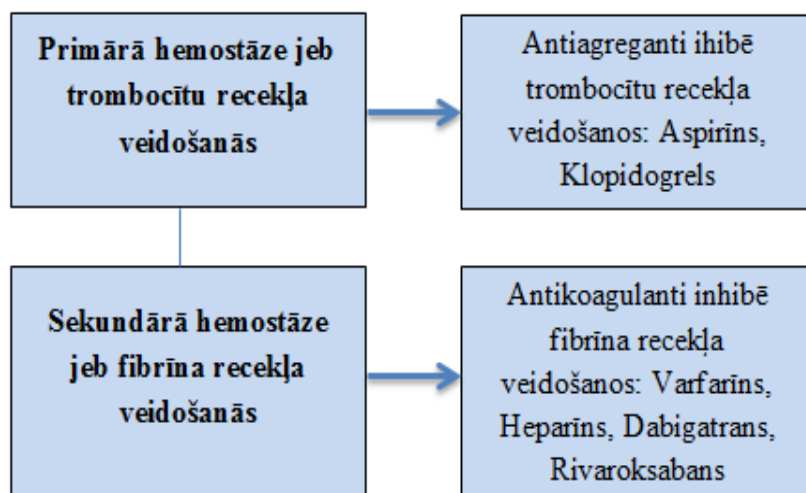 Primārā hemostāze jeb
trombocītu recekļa
veidošanās
Antiagreganti ihibē
trombocītu recekļa
veidošanos: Aspirīns,
Klopidogrels
Sekundārā hemostāze
jeb fibrīna recekļa
veidošanās
Antikoagulanti inhibē
fibrīna recekļa
veidošanos: Varfarīns,
Heparīns, Dabigatrans,
Rivaroksabans